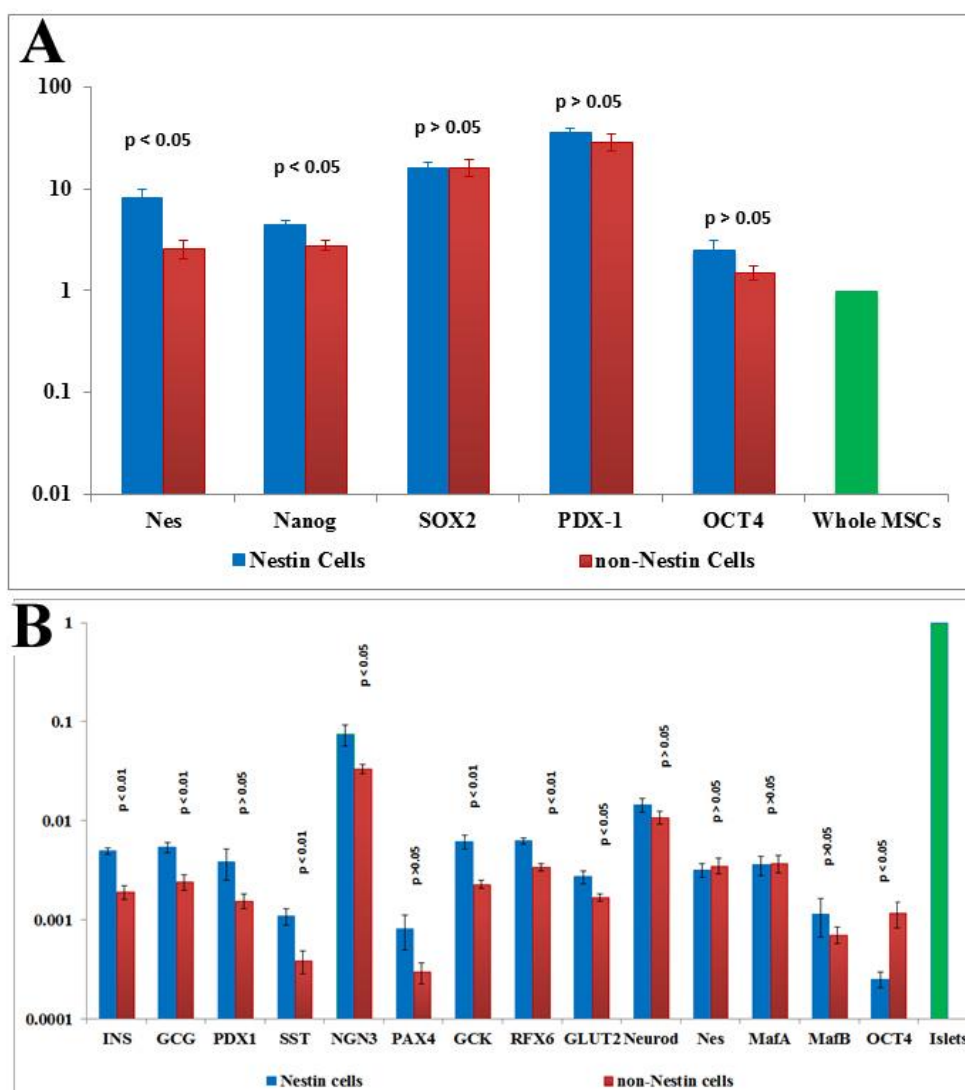 A
100
10
1
0.1
0.01
p < 0.05
p < 0.05
p > 0.05
p > 0.05
p > 0.05
Nes Nanog SOX2 PDX-1 OCT4 Whole MSCs
Nestin Cells non-Nestin Cells
B
1
0.1
0.01
0.001
0.0001
p < 0.01
p < 0.01
p > 0.05
p < 0.01
p < 0.05
p >0.05
p < 0.01
p < 0.01
p < 0.05
p > 0.05
p > 0.05
p >0.05
p >0.05
p < 0.05
INS GCG PDX1 SST NGN3 PAX4 GCK RFX6 GLUT2 Neurod Nes MafA MafB OCT4 Islets
Nestin cells non-Nestin cells